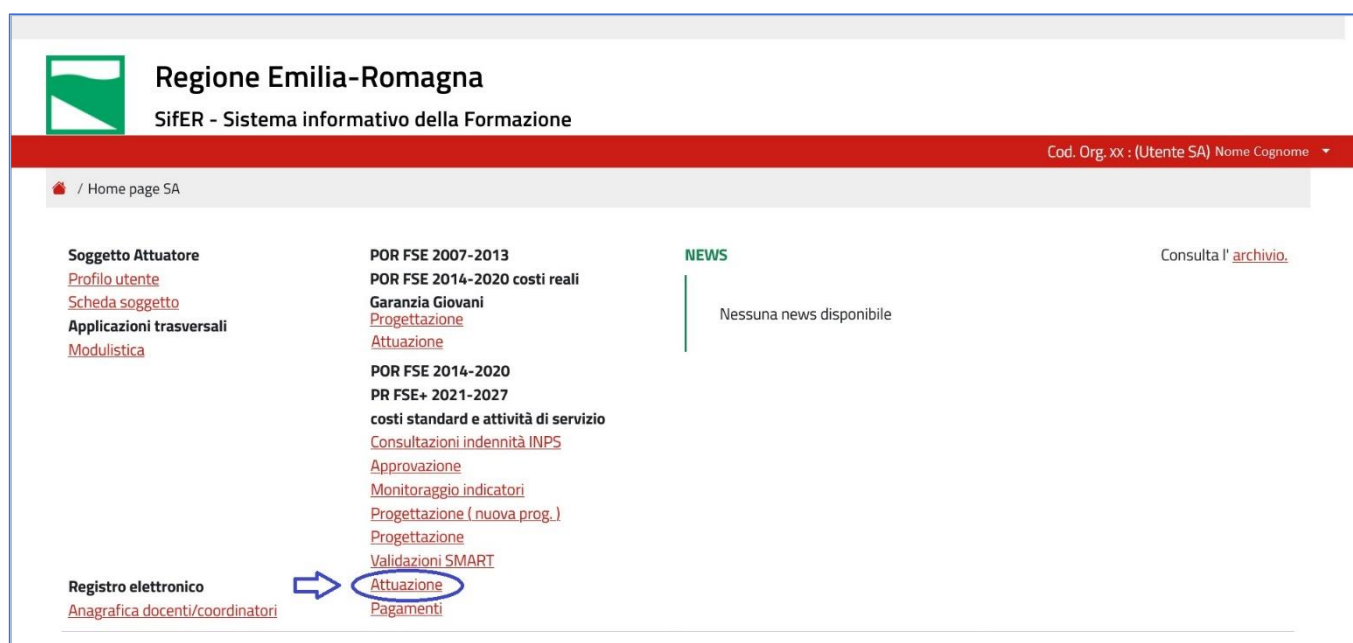 Regione Emilia-Romagna
SifER - Sistema informativo della Formazione
Cod. Org. xx : (Utente SA) Nome Cognome
/ Home page SA
Soggetto Attuatore
Profilo utente
Scheda soggetto
Applicazioni trasversali
Modulistica
Registro elettronico
Anagrafica docenti/coordinatori
POR FSE 2007-2013
POR FSE 2014-2020 costi reali
Garanzia Giovani
Progettazione
Attuazione
POR FSE 2014-2020
PR FSE+ 2021-2027
costi standard e attività di servizio
Consultazioni indennità INPS
Approvazione
Monitoraggio indicatori
Progettazione ( nuova prog. )
Progettazione
Validazioni SMART
Attuazione
Pagamenti
NEWS
Nessuna news disponibile
Consulta l' archivio.